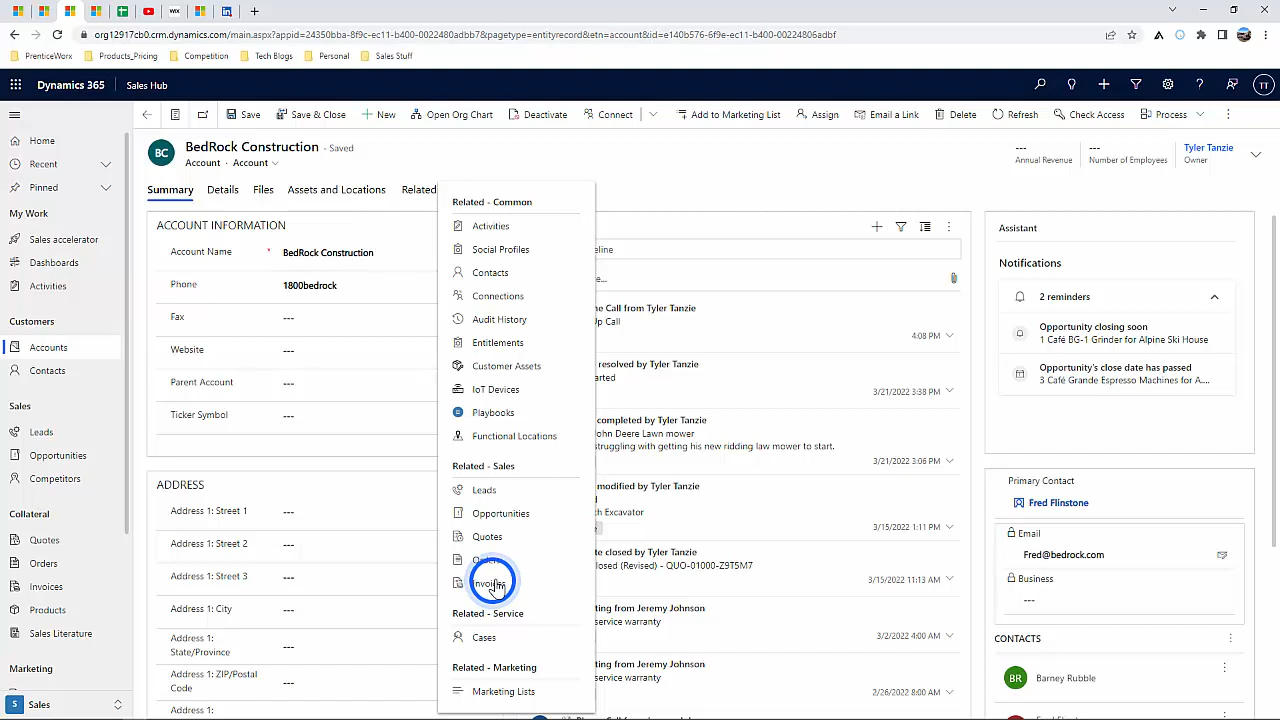 WIX
org12917cb0.crm.dynamics.com/main.aspx?appid=24350bba-8f9c-ec11-b400-0022480adbb7&pagetype=entityrecord&etn=account&id=e140b576-6f9e-ec11-b400-00224806adbf
PrenticeWorx Products_Pricing Competition Tech Blogs Personal Sales Stuff
Dynamics 365 Sales Hub TT
Save Save & Close New Open Org Chart Deactivate Connect Add to Marketing List Assign Email a Link Delete Refresh Check Access Process
Home
Recent
Pinned
My Work
Sales accelerator
Dashboards
Activities
Customers
Accounts
Contacts
Sales
Leads
Opportunities
Competitors
Collateral
Quotes
Orders
Invoices
Products
Sales Literature
Marketing
S Sales
BC
BedRock Construction - Saved
Account · Account
---
Annual Revenue
---
Number of Employees
Tyler Tanzie
Owner
Summary Details Files Assets and Locations Related
ACCOUNT INFORMATION
Account Name * BedRock Construction
Phone 1800bedrock
Fax ---
Website ---
Parent Account ---
Ticker Symbol ---
ADDRESS
Address 1: Street 1 ---
Address 1: Street 2 ---
Address 1: Street 3 ---
Address 1: City ---
Address 1:
State/Province ---
Address 1: ZIP/Postal
Code ---
Address 1:
Related - Common
Activities
Social Profiles
Contacts
Connections
Audit History
Entitlements
Customer Assets
IoT Devices
Playbooks
Functional Locations
Related - Sales
Leads
Opportunities
Quotes
Orders
Invoices
Related - Service
Cases
Related - Marketing
Marketing Lists
eline
e...
ne Call from Tyler Tanzie
Up Call
4:08 PM
resolved by Tyler Tanzie
arted
3/21/2022 3:38 PM
completed by Tyler Tanzie
ohn Deere Lawn mower
struggling with getting his new ridding law mower to start.
3/21/2022 3:06 PM
modified by Tyler Tanzie
d
th Excavator
e
3/15/2022 1:11 PM
te closed by Tyler Tanzie
losed (Revised) - QUO-01000-Z9T5M7
3/15/2022 11:13 AM
ting from Jeremy Johnson
service warranty
3/2/2022 4:00 AM
ting from Jeremy Johnson
service warranty
2/26/2022 8:00 AM
Assistant
Notifications
2 reminders
Opportunity closing soon
1 Café BG-1 Grinder for Alpine Ski House
Opportunity's close date has passed
3 Café Grande Espresso Machines for A....
Primary Contact
Fred Flinstone
Email
Fred@bedrock.com
Business
---
CONTACTS
BR Barney Rubble